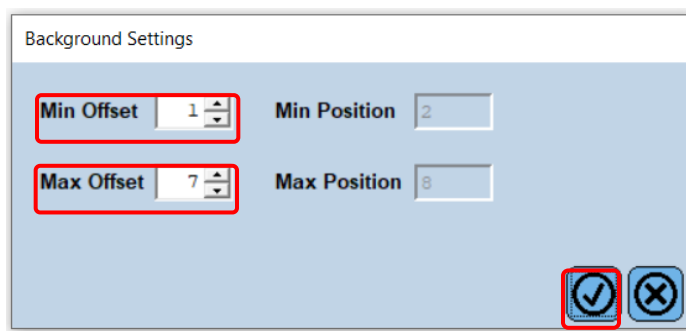 Background Settings
Min Offset 1 Min Position 2
Max Offset 7 Max Position 8